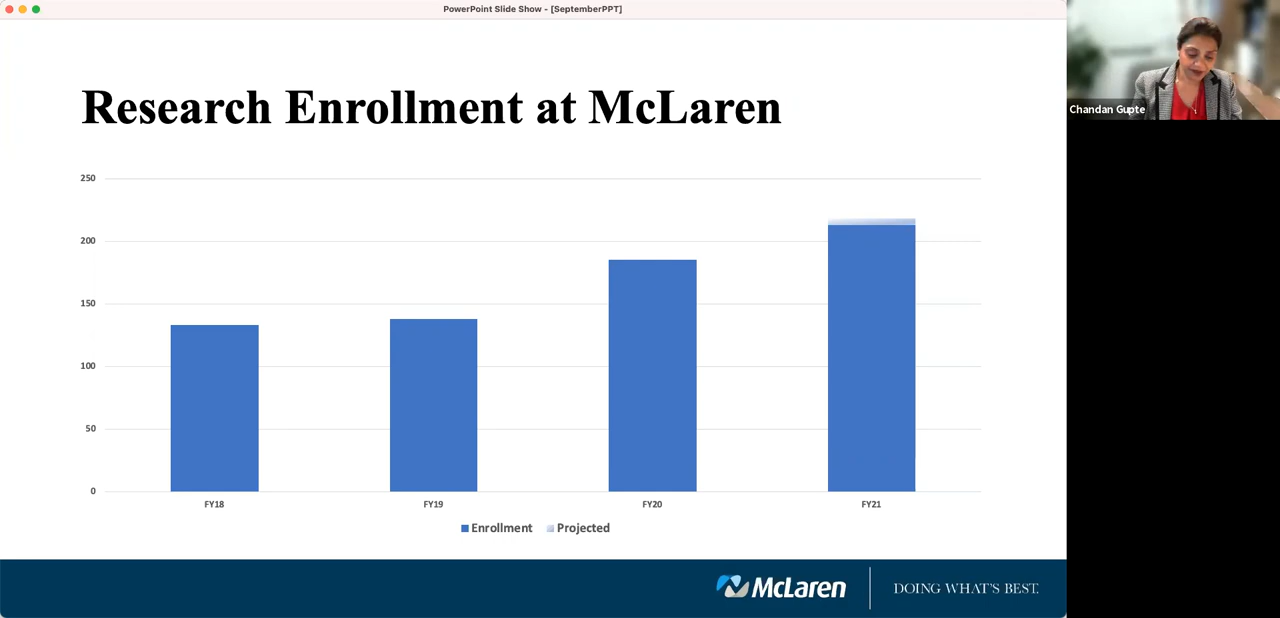 PowerPoint Slide Show - [SeptemberPPT]
Research Enrollment at McLaren
250
200
150
100
50
0
FY18
FY19
FY20
FY21
Enrollment
Projected
McLaren
DOING WHAT'S BEST.
Chandan Gupte